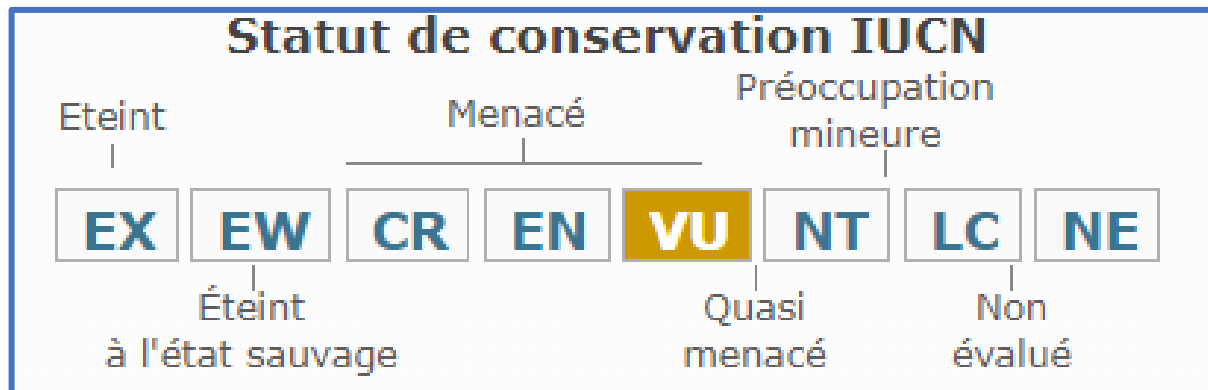 Statut de conservation IUCN
Préoccupation
mineure
Eteint
Menacé
EX EW CR EN VU NT LC NE
Éteint
à l'état sauvage
Quasi
menacé
Non
évalué